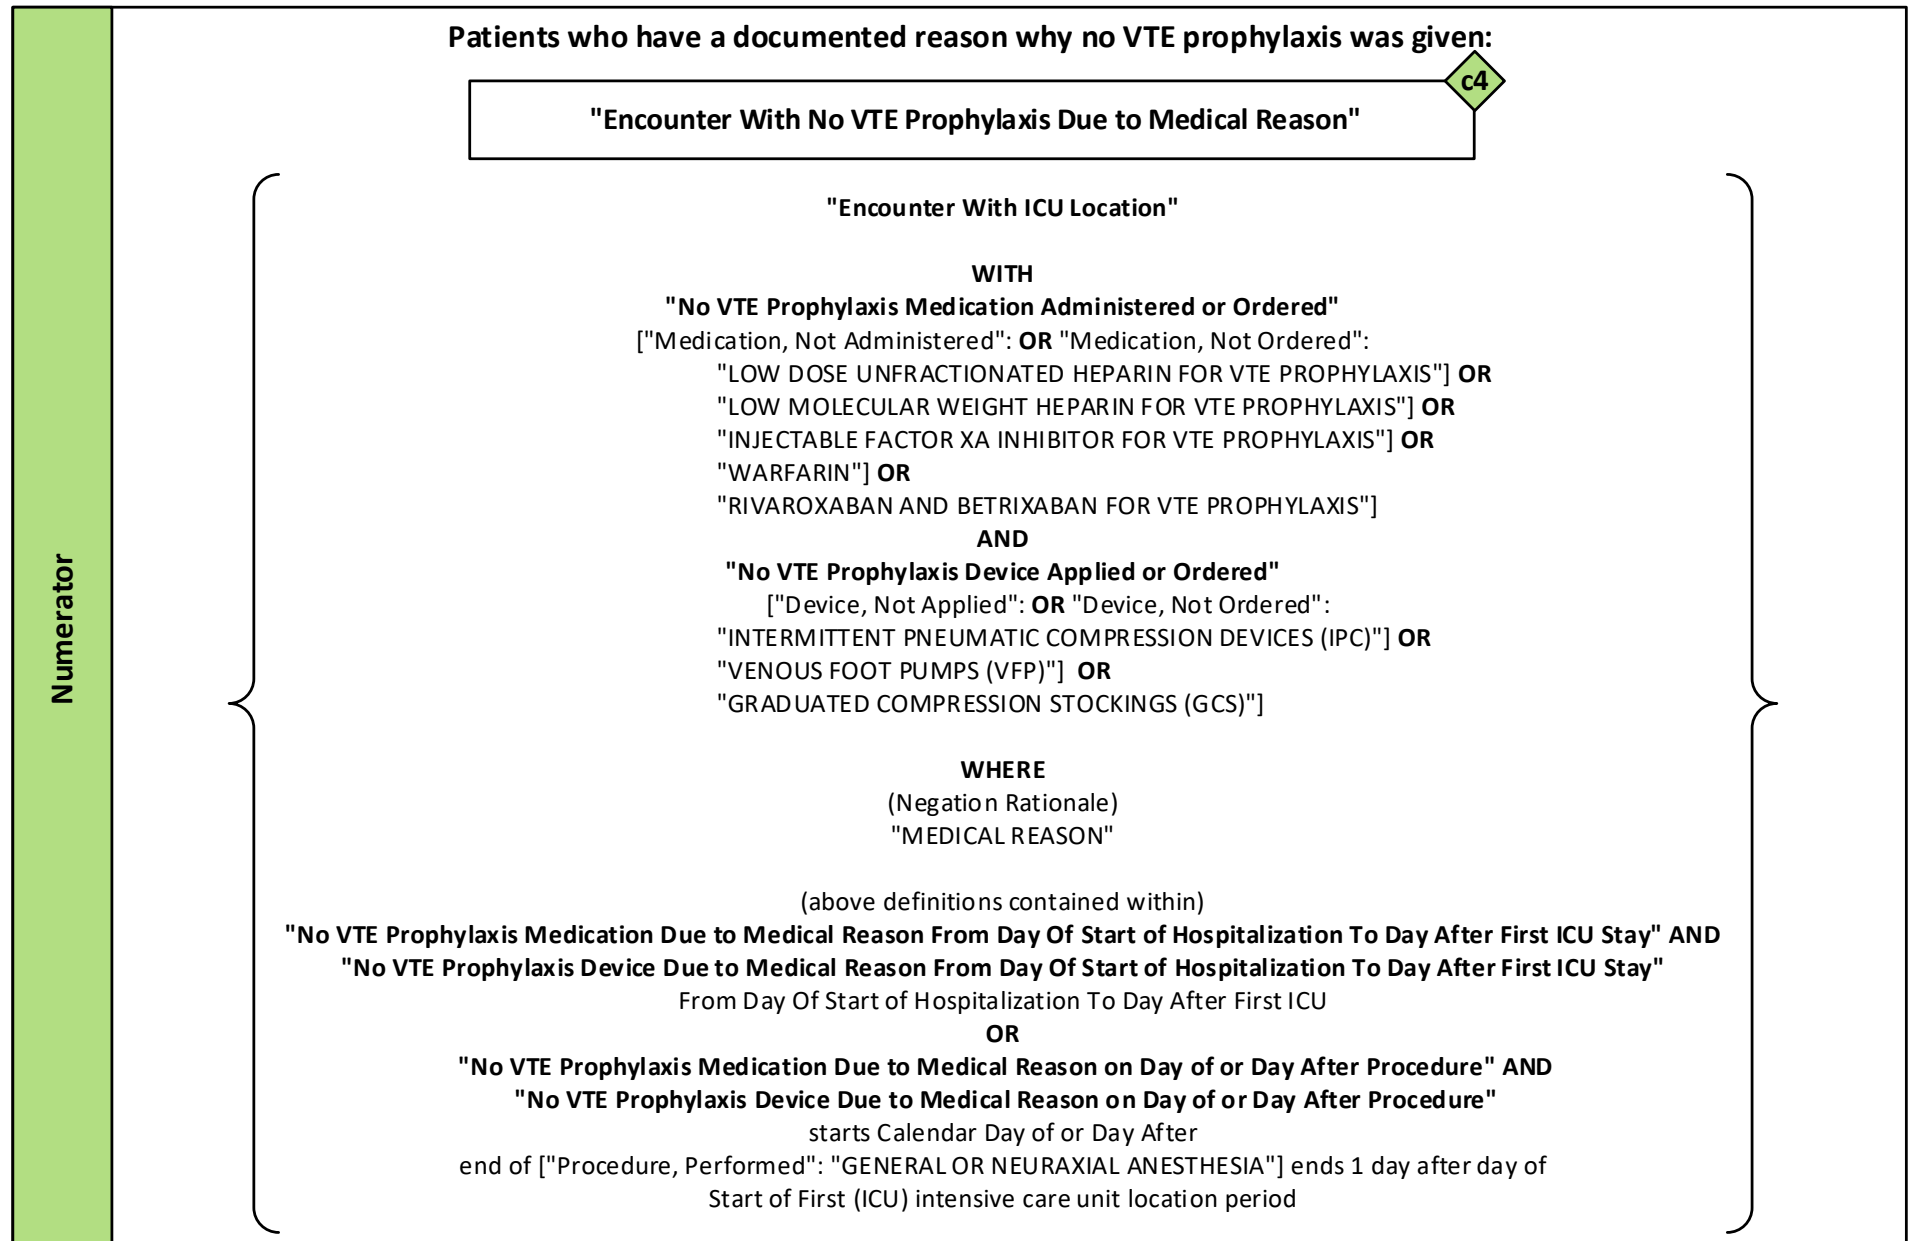 Numerator
Patients who have a documented reason why no VTE prophylaxis was given:
c4
"Encounter With No VTE Prophylaxis Due to Medical Reason"
"Encounter With ICU Location"
WITH
"No VTE Prophylaxis Medication Administered or Ordered"
["Medication, Not Administered": OR "Medication, Not Ordered":
"LOW DOSE UNFRACTIONATED HEPARIN FOR VTE PROPHYLAXIS"] OR
"LOW MOLECULAR WEIGHT HEPARIN FOR VTE PROPHYLAXIS"] OR
"INJECTABLE FACTOR XA INHIBITOR FOR VTE PROPHYLAXIS"] OR
"WARFARIN"] OR
"RIVAROXABAN AND BETRIXABAN FOR VTE PROPHYLAXIS"]
AND
"No VTE Prophylaxis Device Applied or Ordered"
["Device, Not Applied": OR "Device, Not Ordered":
"INTERMITTENT PNEUMATIC COMPRESSION DEVICES (IPC)"] OR
"VENOUS FOOT PUMPS (VFP)"] OR
"GRADUATED COMPRESSION STOCKINGS (GCS)"]
WHERE
(Negation Rationale)
"MEDICAL REASON"
(above definitions contained within)
"No VTE Prophylaxis Medication Due to Medical Reason From Day Of Start of Hospitalization To Day After First ICU Stay" AND
"No VTE Prophylaxis Device Due to Medical Reason From Day Of Start of Hospitalization To Day After First ICU Stay"
From Day Of Start of Hospitalization To Day After First ICU
OR
"No VTE Prophylaxis Medication Due to Medical Reason on Day of or Day After Procedure" AND
"No VTE Prophylaxis Device Due to Medical Reason on Day of or Day After Procedure"
starts Calendar Day of or Day After
end of ["Procedure, Performed": "GENERAL OR NEURAXIAL ANESTHESIA"] ends 1 day after day of
Start of First (ICU) intensive care unit location period